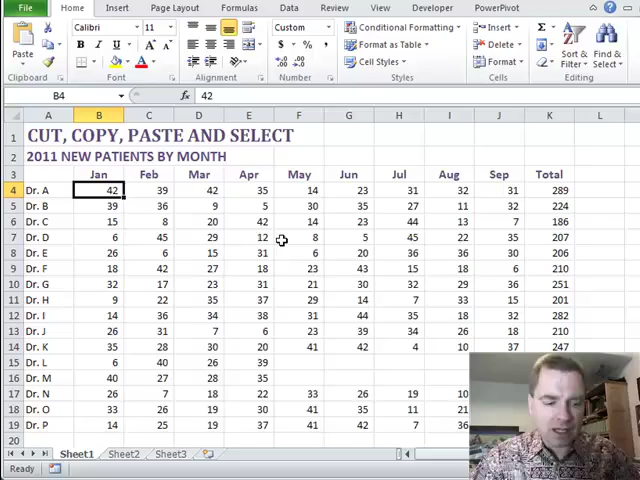 File Home Insert Page Layout Formulas Data Review View Developer PowerPivot
Calibri 11 Custom Conditional Formatting Insert
Paste B I U A A $ % , Format as Table Delete Sort & Filter Find & Select
Cell Styles Format
Clipboard Font Alignment Number Styles Cells Editing
B4 fx 42
A B C D E F G H I J K L
1 CUT, COPY, PASTE AND SELECT
2 2011 NEW PATIENTS BY MONTH
3 Jan Feb Mar Apr May Jun Jul Aug Sep Total
4 Dr. A 42 39 42 35 14 23 31 32 31 289
5 Dr. B 39 36 9 5 30 35 27 11 32 224
6 Dr. C 15 8 20 42 14 23 44 13 7 186
7 Dr. D 6 45 29 12 8 5 45 22 35 207
8 Dr. E 26 6 15 31 6 20 36 36 30 206
9 Dr. F 18 42 27 18 23 43 15 18 6 210
10 Dr. G 32 17 23 31 21 30 32 29 36 251
11 Dr. H 9 22 35 37 29 14 7 33 15 201
12 Dr. I 14 36 34 38 31 44 35 18 32 282
13 Dr. J 26 31 7 6 23 39 34 26 18 210
14 Dr. K 35 28 30 20 41 42 4 10 37 247
15 Dr. L 6 40 26 39
16 Dr. M 40 27 28 35
17 Dr. N 26 7 18 22 33 26 19 10
18 Dr. O 33 26 19 30 41 35 11 21
19 Dr. P 14 25 19 37 41 42 7 36
20
Sheet1 Sheet2 Sheet3
Ready